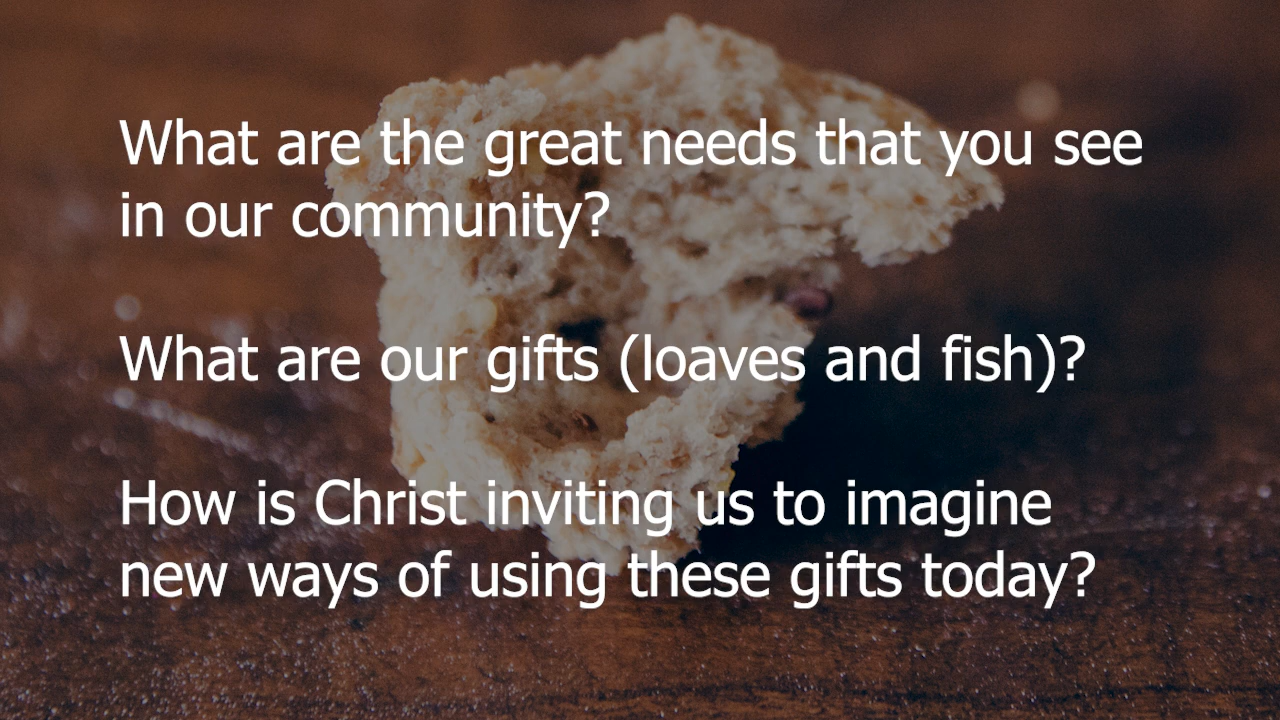 What are the great needs that you see
in our community?
What are our gifts (loaves and fish)?
How is Christ inviting us to imagine
new ways of using these gifts today?